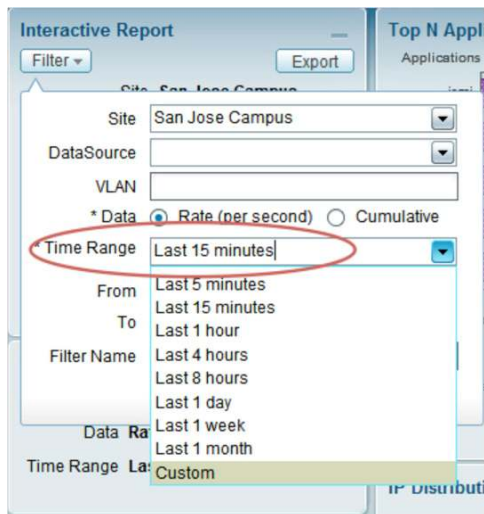 Interactive Report
Top N Appl
Filter
Export
Applications
Site San Jose Campus
Site San Jose Campus
DataSource
VLAN
* Data Rate (per second) Cumulative
* Time Range Last 15 minutes
From
To
Filter Name
Last 5 minutes
Last 15 minutes
Last 1 hour
Last 4 hours
Last 8 hours
Last 1 day
Last 1 week
Last 1 month
Custom
Data Ra
Time Range Las
IP Distributi